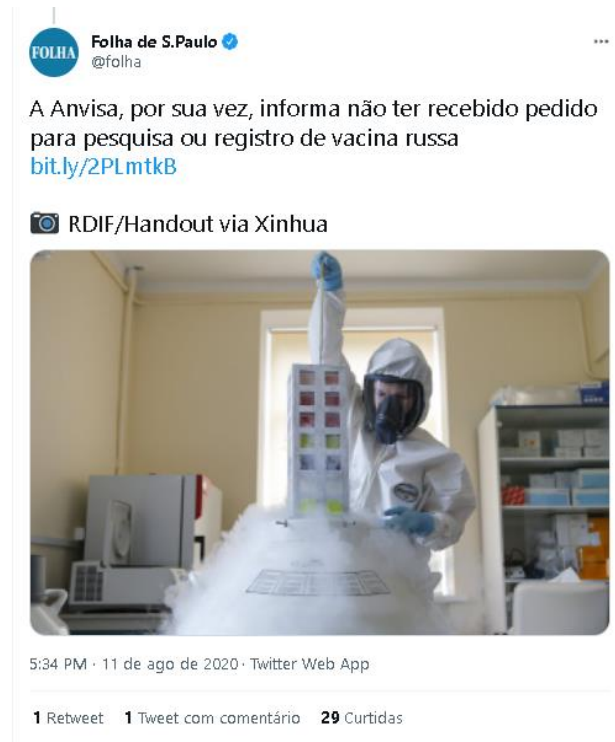 FOLHA
Folha de S.Paulo
@folha
A Anvisa, por sua vez, informa não ter recebido pedido
para pesquisa ou registro de vacina russa
bit.ly/2PLmtkB
RDIF/Handout via Xinhua
5:34 PM · 11 de ago de 2020 · Twitter Web App
1 Retweet 1 Tweet com comentário 29 Curtidas